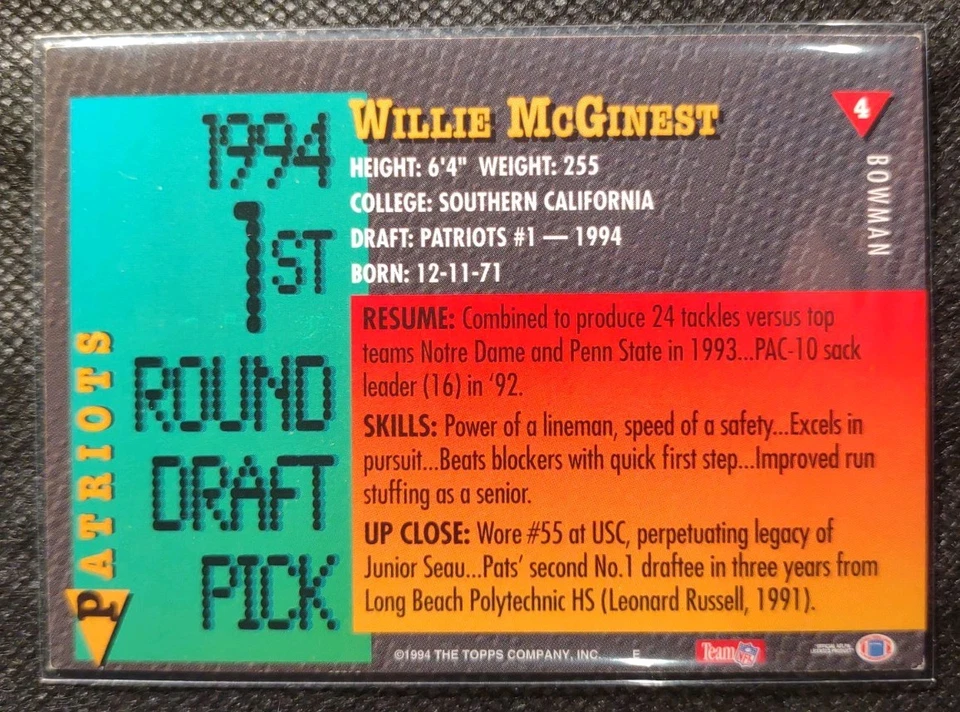 1994
1ST
ROUND
DRAFT
PICK
PATRIOTS
WILLIE MCGINEST
4
BOWMAN
HEIGHT: 6'4" WEIGHT: 255
COLLEGE: SOUTHERN CALIFORNIA
DRAFT: PATRIOTS #1 — 1994
BORN: 12-11-71
RESUME: Combined to produce 24 tackles versus top
teams Notre Dame and Penn State in 1993...PAC-10 sack
leader (16) in '92.
SKILLS: Power of a lineman, speed of a safety...Excels in
pursuit...Beats blockers with quick first step...Improved run
stuffing as a senior.
UP CLOSE: Wore #55 at USC, perpetuating legacy of
Junior Seau...Pats' second No.1 draftee in three years from
Long Beach Polytechnic HS (Leonard Russell, 1991).
©1994 THE TOPPS COMPANY, INC. E
Team NFL